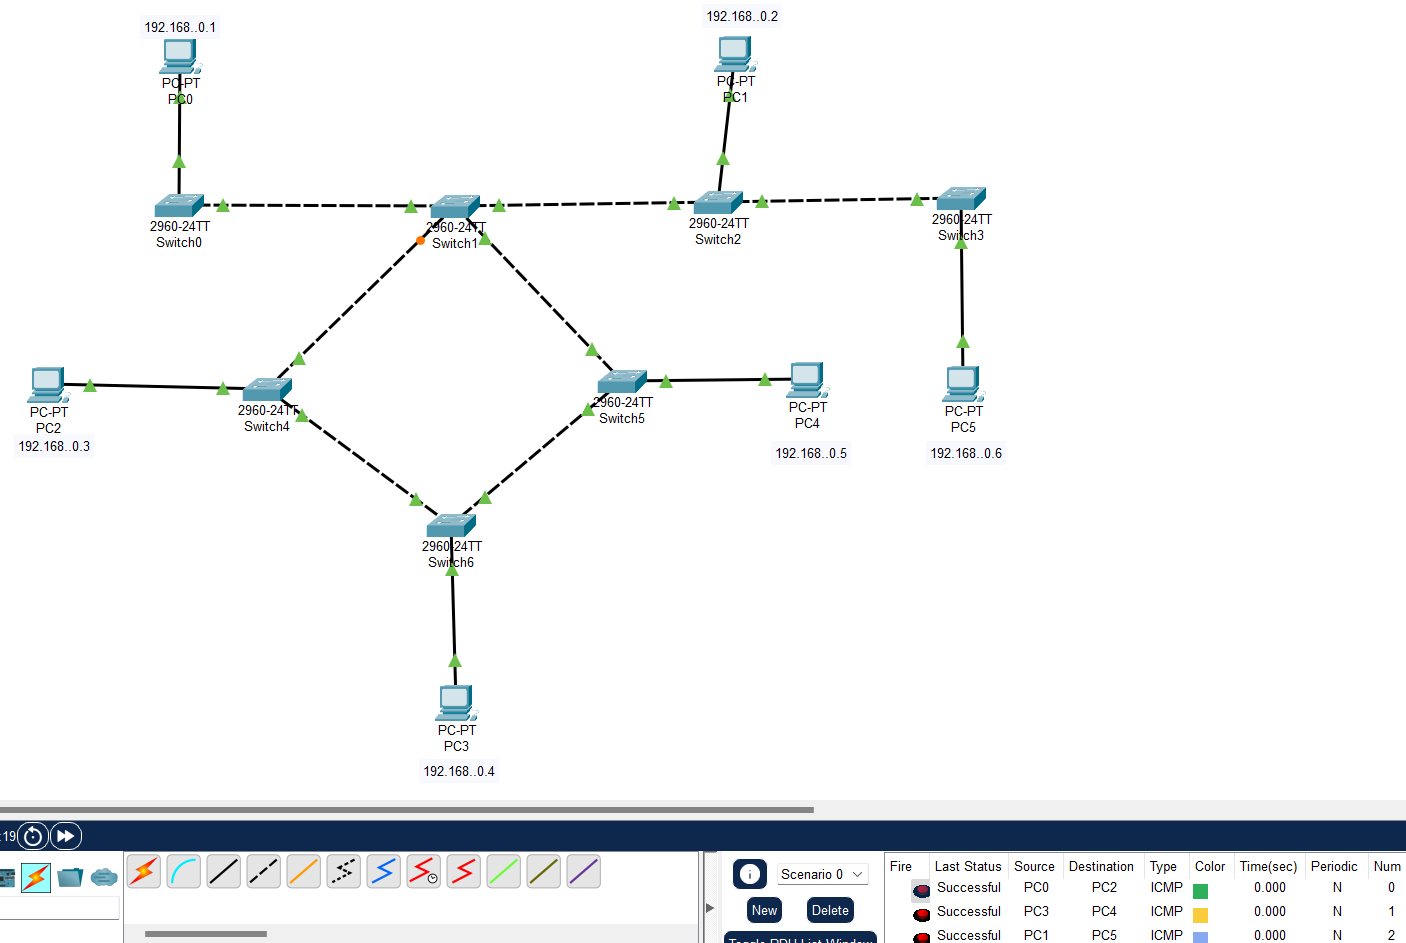 192.168..0.1
PC-PT
PC0
192.168..0.2
PC-PT
PC1
2960-24TT
Switch0
2960-24TT
Switch1
2960-24TT
Switch2
2960-24TT
Switch3
PC-PT
PC2
192.168..0.3
2960-24TT
Switch4
2960-24TT
Switch5
PC-PT
PC4
192.168..0.5
PC-PT
PC5
192.168..0.6
2960-24TT
Switch6
PC-PT
PC3
192.168..0.4
:19
Scenario 0
New Delete
Toggle PDU List Window
Fire Last Status Source Destination Type Color Time(sec) Periodic Num
Successful PC0 PC2 ICMP 0.000 N 0
Successful PC3 PC4 ICMP 0.000 N 1
Successful PC1 PC5 ICMP 0.000 N 2